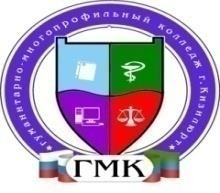 гуманитарно-многопрофильный колледж г.Кизилюрт
ГМК